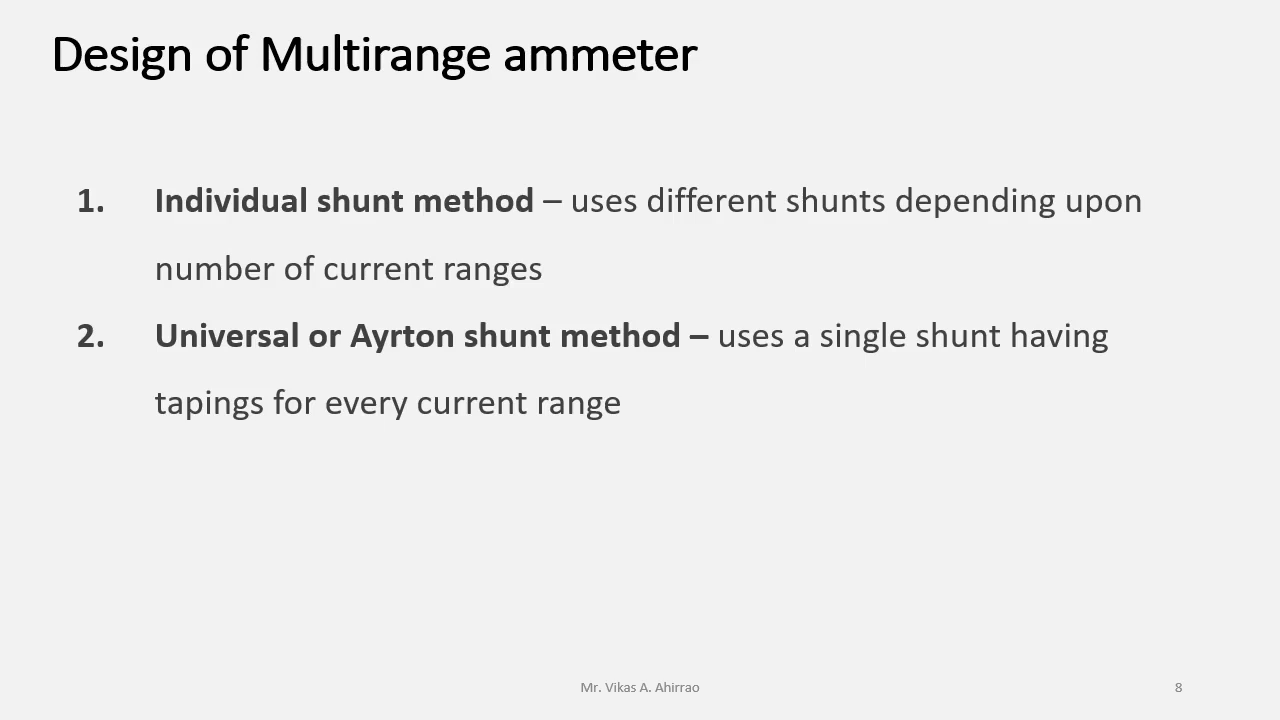 Design of Multirange ammeter
1. Individual shunt method – uses different shunts depending upon
number of current ranges
2. Universal or Ayrton shunt method – uses a single shunt having
tapings for every current range
Mr. Vikas A. Ahirrao
8